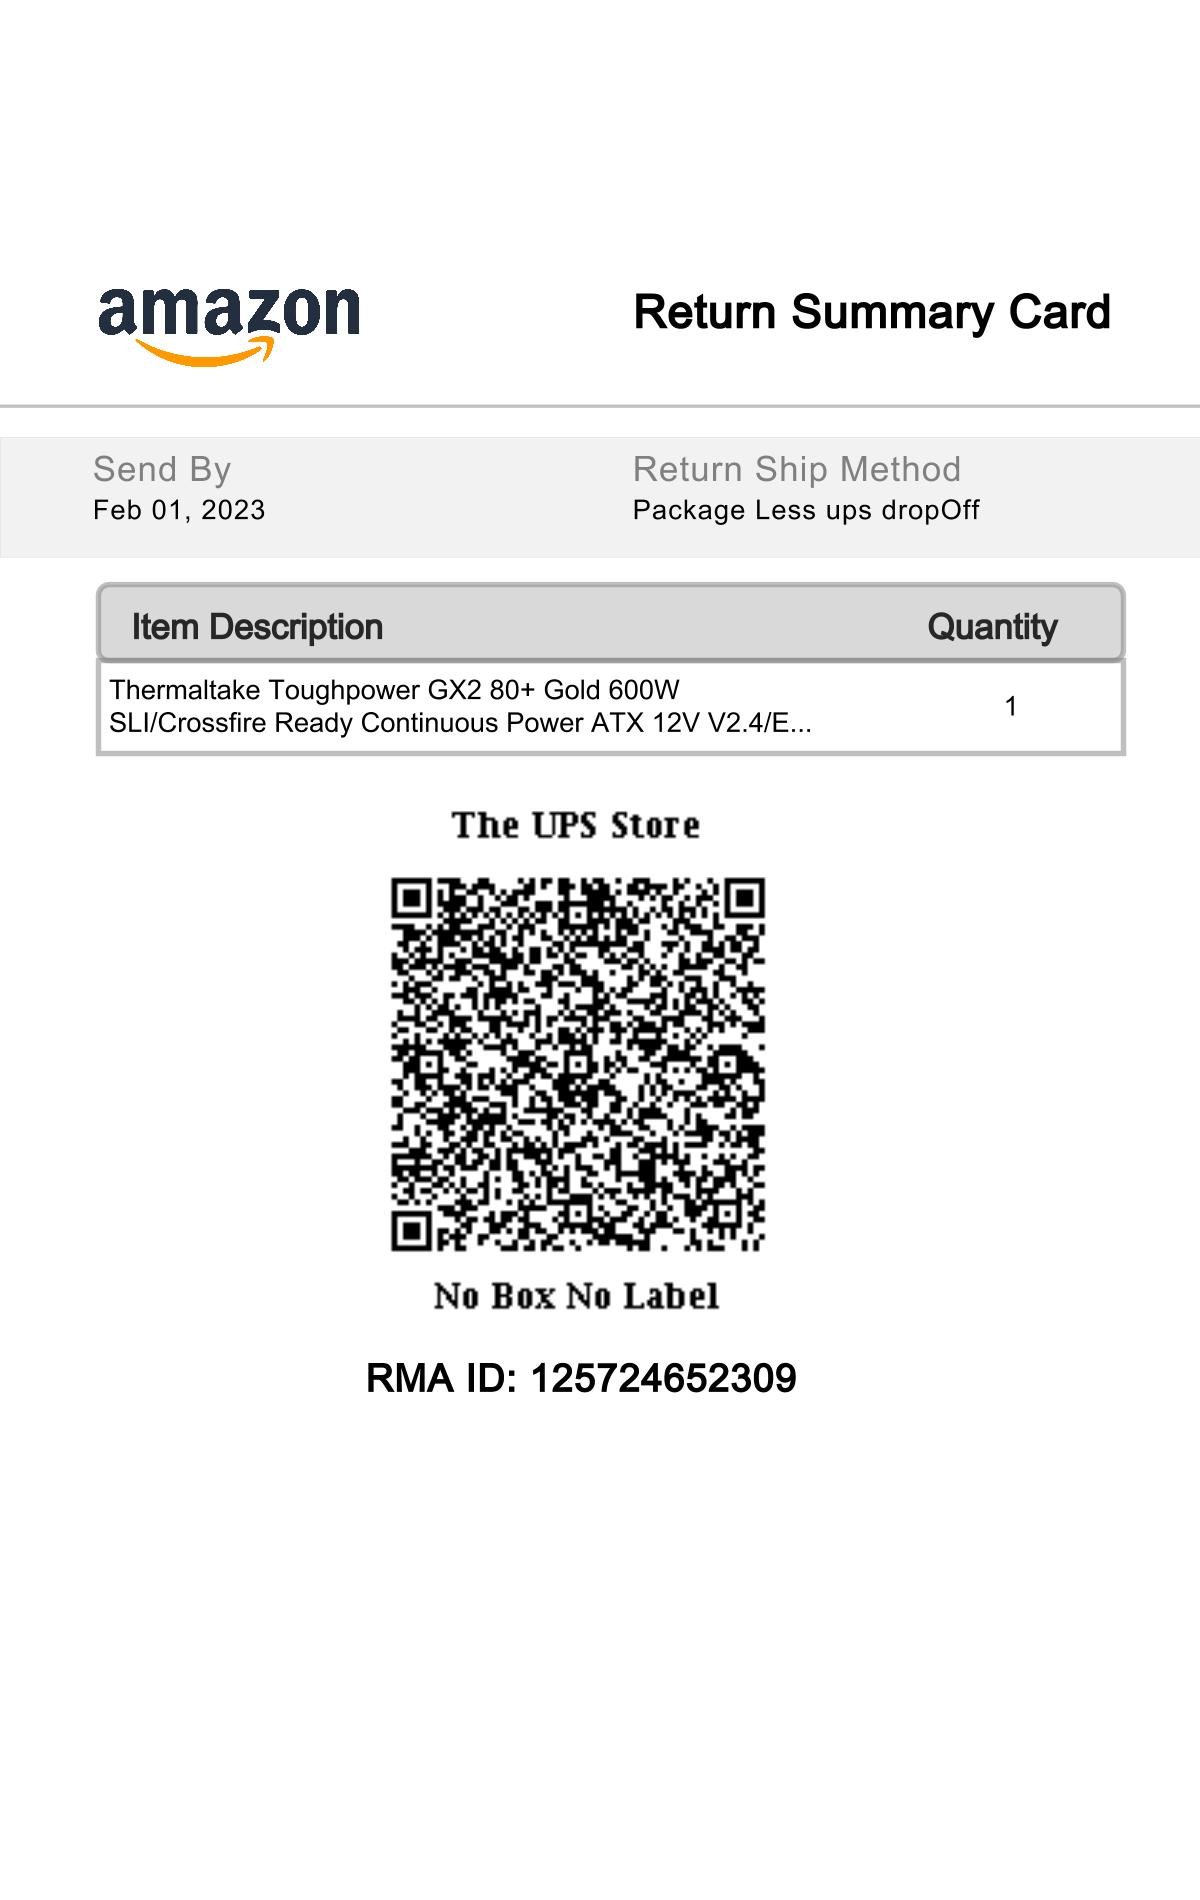 amazon
Return Summary Card
Send By
Return Ship Method
Feb 01, 2023
Package Less ups dropOff
Item Description
Quantity
Thermaltake Toughpower GX2 80+ Gold 600W
SLI/Crossfire Ready Continuous Power ATX 12V V2.4/E...
1
The UPS Store
No Box No Label
RMA ID: 125724652309